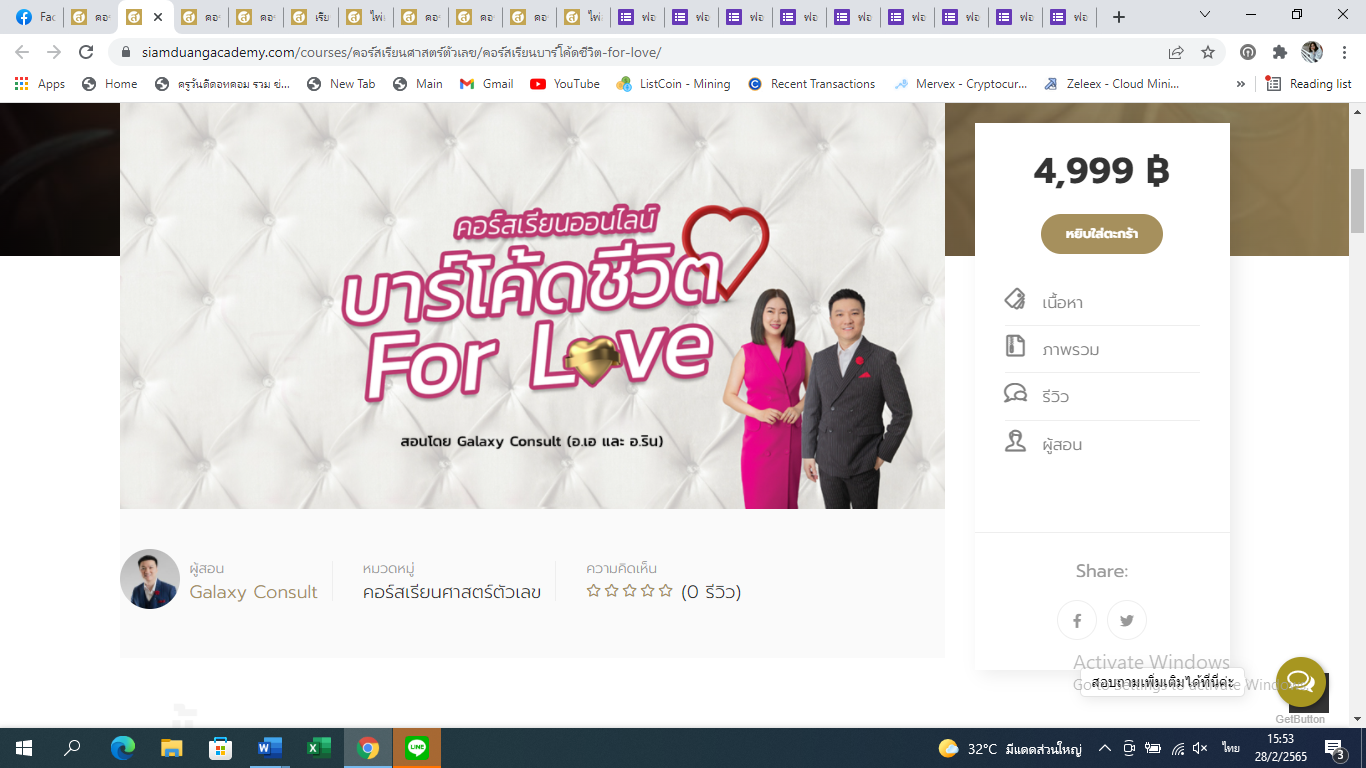 Fac
ดอ
ดอ
ดอ
เรีย
ไพ่
ดอ
ดอ
ดอ
ไพ่
ฟอ
ฟอ
ฟอ
ฟอ
ฟอ
ฟอ
ฟอ
ฟอ
ฟอ
siamduangacademy.com/courses/คอร์สเรียนศาสตร์ตัวเลข/คอร์สเรียนบาร์โค้ดชีวิต-for-love/
Apps
Home
ครูวันดีดอทคอม รวม ข่...
New Tab
Main
Gmail
YouTube
ListCoin - Mining
Recent Transactions
Mervex - Cryptocur...
Zeleex - Cloud Mini...
»
Reading list
คอร์สเรียนออนไลน์
บาร์โค้ดชีวิต
For Love
สอนโดย Galaxy Consult (อ.เอ และ อ.ริน)
4,999 ฿
หยิบใส่ตะกร้า
เนื้อหา
ภาพรวม
รีวิว
ผู้สอน
ผู้สอน
Galaxy Consult
หมวดหมู่
คอร์สเรียนศาสตร์ตัวเลข
ความคิดเห็น
(0 รีวิว)
Share:
Activate Windows
Go to Settings to activate Windows.
สอบถามเพิ่มเติมได้ที่นี่ค่ะ
GetButton
32°C มีแดดส่วนใหญ่
ไทย
15:53
28/2/2565
3